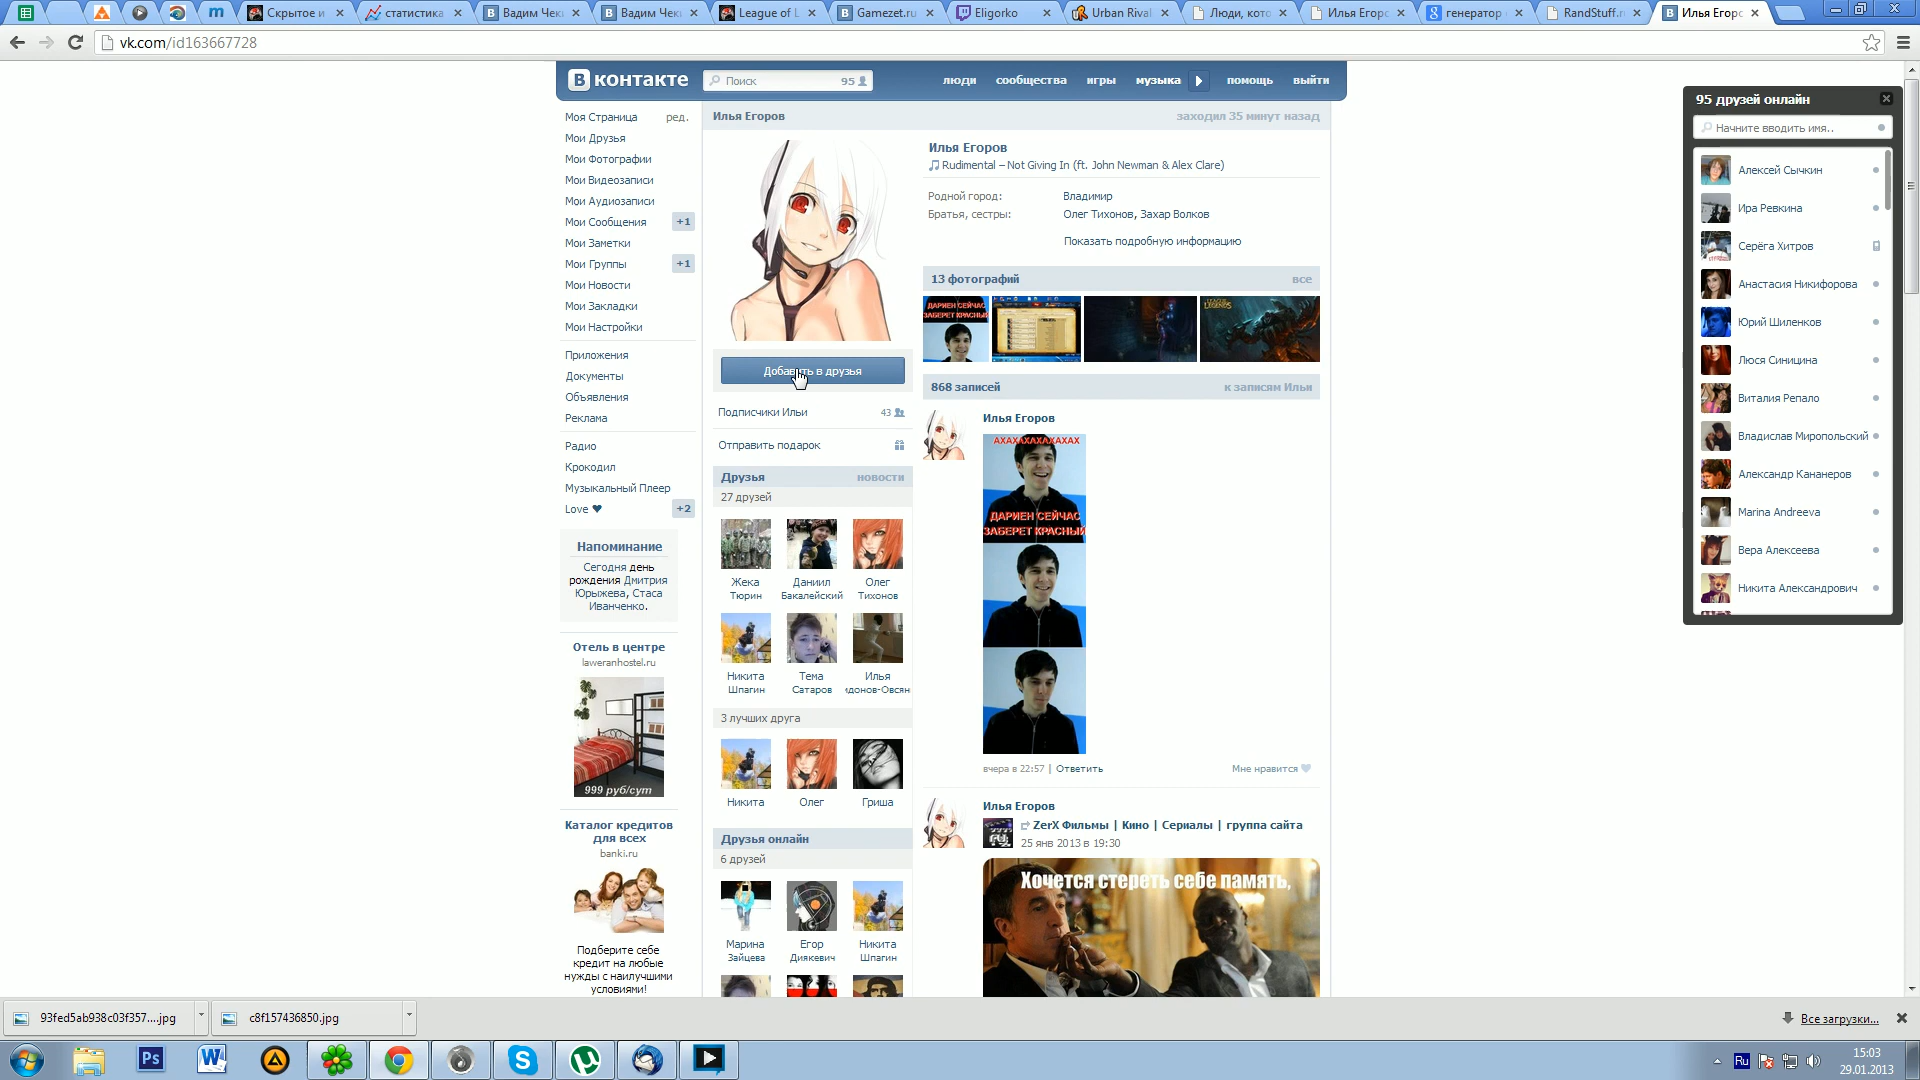 Скрытое и
статистика
Вадим Чек
Вадим Чек
League of L
Gamezet.ru
Eligorko
Urban Rival
Люди, кото
Илья Егоро
генератор
RandStuff.r
Илья Егоро
vk.com/id163667728
В контакте
Поиск
95
люди
сообщества
игры
музыка
помощь
выйти
Моя Страница
ред.
Мои Друзья
Мои Фотографии
Мои Видеозаписи
Мои Аудиозаписи
Мои Сообщения
+1
Мои Заметки
Мои Группы
+1
Мои Новости
Мои Закладки
Мои Настройки
Приложения
Документы
Объявления
Реклама
Радио
Крокодил
Музыкальный Плеер
Love ❤
+2
Напоминание
Сегодня день
рождения Дмитрия
Юрыжева, Стаса
Иванченко.
Отель в центре
laweranhostel.ru
999 руб/сут
Каталог кредитов
для всех
banki.ru
Подберите себе
кредит на любые
нужды с наилучшими
условиями!
Илья Егоров
заходил 35 минут назад
Добавить в друзья
Подписчики Ильи
43
Отправить подарок
Друзья
новости
27 друзей
Жека
Тюрин
Даниил
Бакалейский
Олег
Тихонов
Никита
Шпагин
Тема
Сатаров
Илья
идонов-Овсян
3 лучших друга
Никита
Олег
Гриша
Друзья онлайн
6 друзей
Марина
Зайцева
Егор
Диякевич
Никита
Шпагин
Илья Егоров
Rudimental – Not Giving In (ft. John Newman & Alex Clare)
Родной город:
Владимир
Братья, сестры:
Олег Тихонов, Захар Волков
Показать подробную информацию
13 фотографий
все
ДАРИЕН СЕЙЧАС
ЗАБЕРЕТ КРАСНЫЙ
868 записей
к записям Ильи
Илья Егоров
АХАХАХАХАХАХАХ
ДАРИЕН СЕЙЧАС
ЗАБЕРЕТ КРАСНЫЙ
вчера в 22:57 | Ответить
Мне нравится
Илья Егоров
ZerX Фильмы | Кино | Сериалы | группа сайта
25 янв 2013 в 19:30
Хочется стереть себе память,
95 друзей онлайн
Начните вводить имя..
Алексей Сычкин
Ира Ревкина
Серёга Хитров
Анастасия Никифорова
Юрий Шиленков
Люся Синицина
Виталия Репало
Владислав Миропольский
Александр Кананеров
Marina Andreeva
Вера Алексеева
Никита Александрович
93fed5ab938c03f357....jpg
c8f157436850.jpg
Все загрузки...
Ps
Ru
15:03
29.01.2013